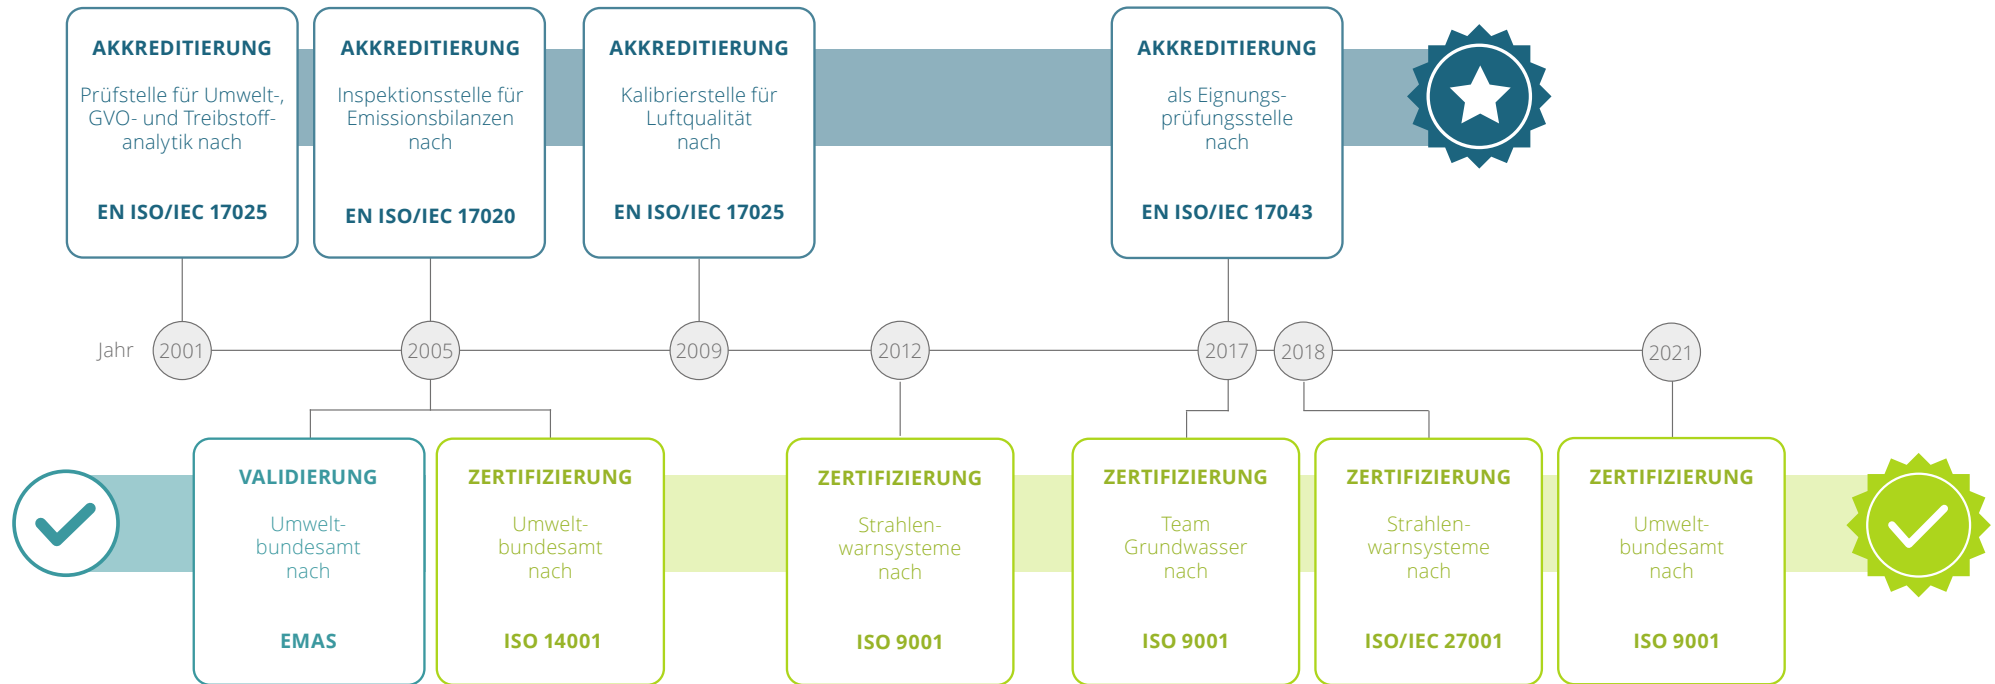 AKKREDITIERUNG
Prüfstelle für Umwelt-,
GVO- und Treibstoff-
analytik nach
EN ISO/IEC 17025
AKKREDITIERUNG
Inspektionsstelle für
Emissionsbilanzen
nach
EN ISO/IEC 17020
AKKREDITIERUNG
Kalibrierstelle für
Luftqualität
nach
EN ISO/IEC 17025
AKKREDITIERUNG
als Eignungs-
prüfungsstelle
nach
EN ISO/IEC 17043
Jahr
2001
2005
2009
2012
2017
2018
2021
VALIDIERUNG
Umwelt-
bundesamt
nach
EMAS
ZERTIFIZIERUNG
Umwelt-
bundesamt
nach
ISO 14001
ZERTIFIZIERUNG
Strahlen-
warnsysteme
nach
ISO 9001
ZERTIFIZIERUNG
Team
Grundwasser
nach
ISO 9001
ZERTIFIZIERUNG
Strahlen-
warnsysteme
nach
ISO/IEC 27001
ZERTIFIZIERUNG
Umwelt-
bundesamt
nach
ISO 9001